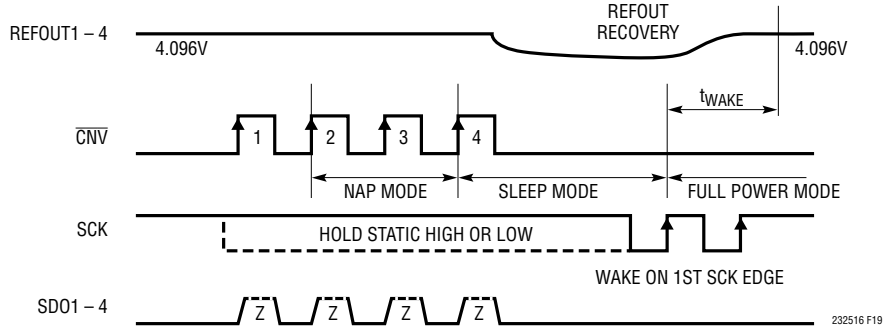 REFOUT
RECOVERY
REFOUT1 – 4
4.096V
4.096V
tWAKE
CNV
1
2
3
4
NAP MODE
SLEEP MODE
FULL POWER MODE
SCK
HOLD STATIC HIGH OR LOW
WAKE ON 1ST SCK EDGE
SDO1 – 4
Z
Z
Z
Z
232516 F19